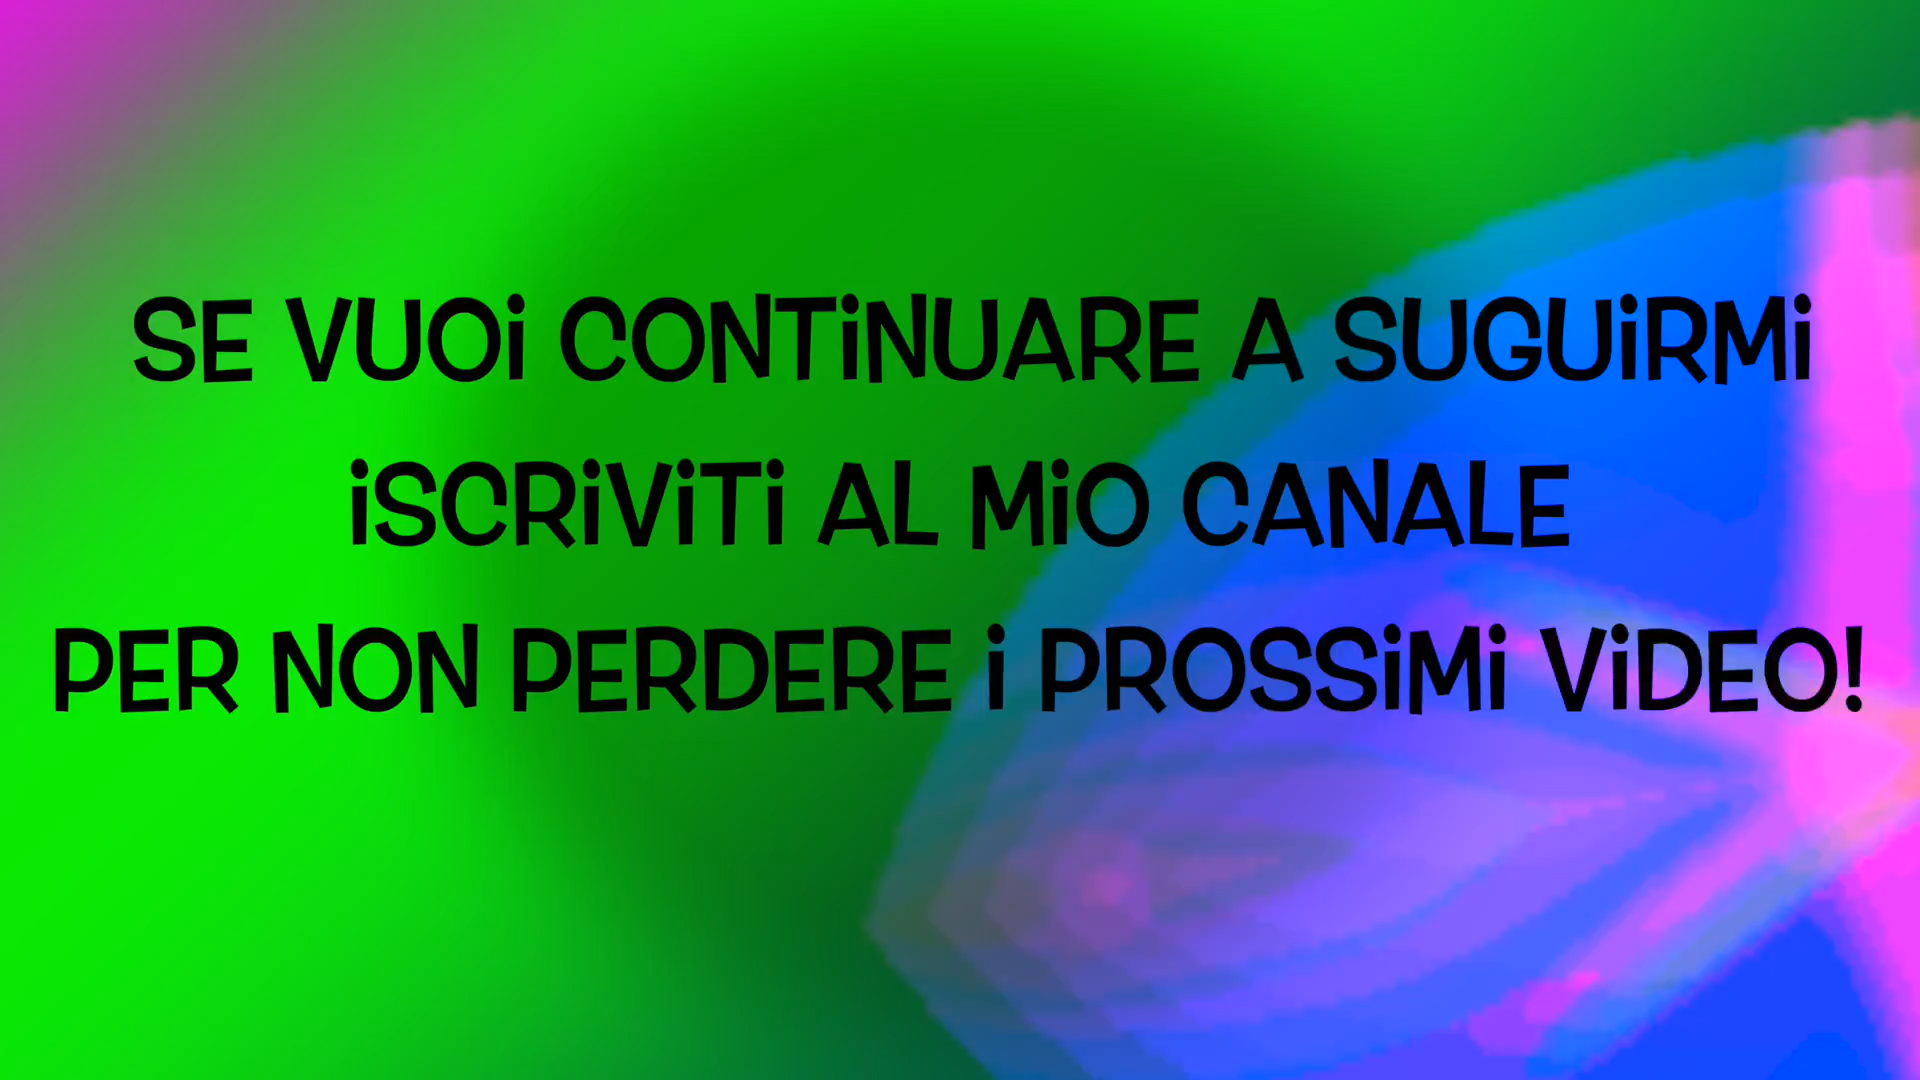 SE VUOi CONTiNUARE A SUGUiRMi
iSCRiViTi AL MiO CANALE
PER NON PERDERE i PROSSiMi ViDEO!